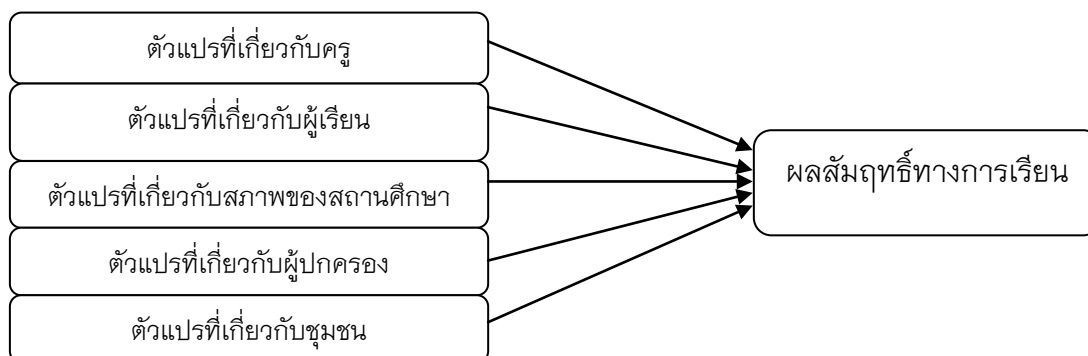 ตัวแปรที่เกี่ยวกับครู
ตัวแปรที่เกี่ยวกับผู้เรียน
ตัวแปรที่เกี่ยวกับสภาพของสถานศึกษา
ตัวแปรที่เกี่ยวกับผู้ปกครอง
ตัวแปรที่เกี่ยวกับชุมชน
ผลสัมฤทธิ์ทางการเรียน